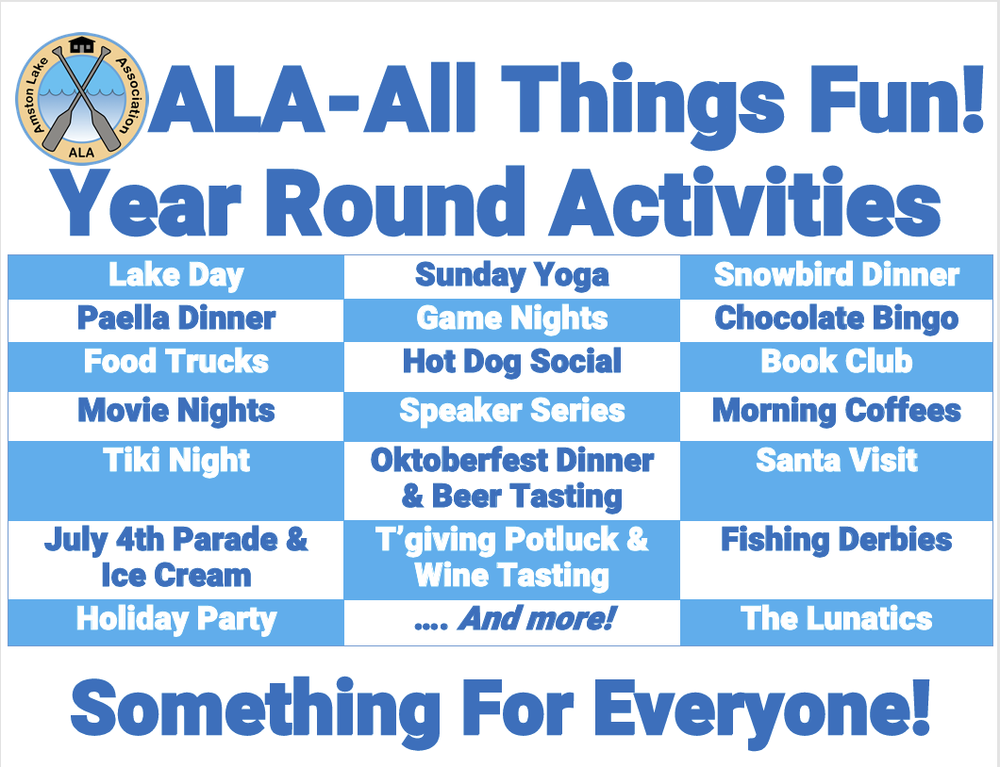 Amston Lake Association
ALA
ALA-All Things Fun!
Year Round Activities
Lake Day
Sunday Yoga
Snowbird Dinner
Paella Dinner
Game Nights
Chocolate Bingo
Food Trucks
Hot Dog Social
Book Club
Movie Nights
Speaker Series
Morning Coffees
Tiki Night
Oktoberfest Dinner
& Beer Tasting
Santa Visit
July 4th Parade &
Ice Cream
T'giving Potluck &
Wine Tasting
Fishing Derbies
Holiday Party
.... And more!
The Lunatics
Something For Everyone!